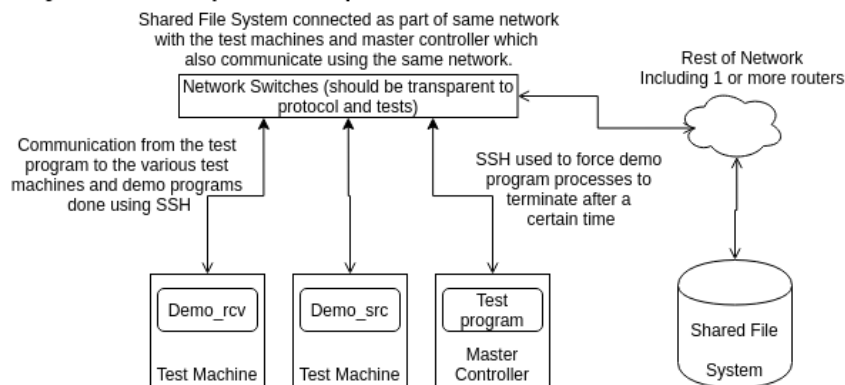 Shared File System connected as part of same network
with the test machines and master controller which
also communicate using the same network.
Rest of Network
Including 1 or more routers
Network Switches (should be transparent to
protocol and tests)
Communication from the test
program to the various test
machines and demo programs
done using SSH
SSH used to force demo
program processes to
terminate after a
certain time
Demo_rcv
Test Machine
Demo_src
Test Machine
Test
program
Master
Controller
Shared File
System